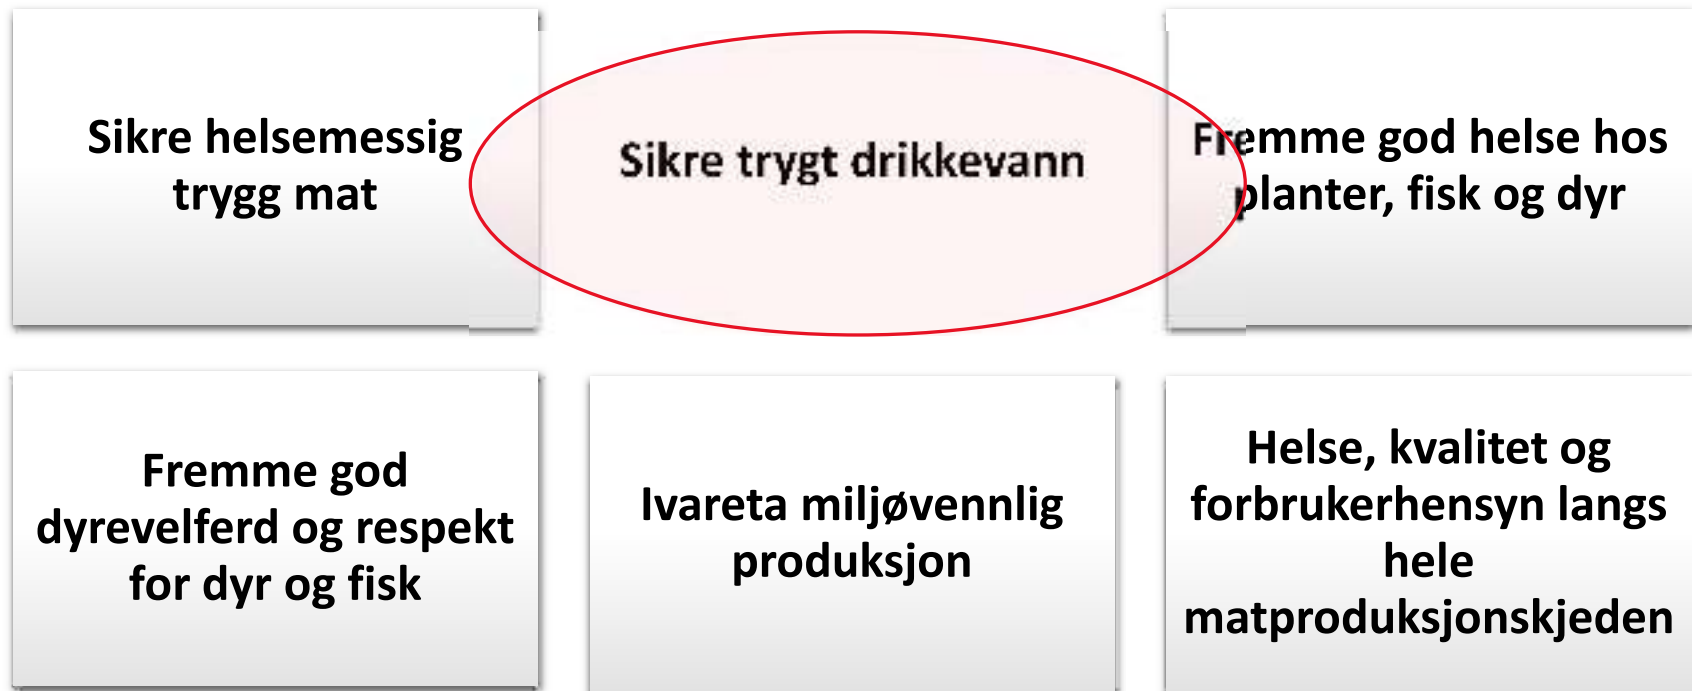 Sikre helsemessig
trygg mat
Sikre trygt drikkevann
Fremme god helse hos
planter, fisk og dyr
Fremme god
dyrevelferd og respekt
for dyr og fisk
Ivareta miljøvennlig
produksjon
Helse, kvalitet og
forbrukerhensyn langs
hele
matproduksjonskjeden